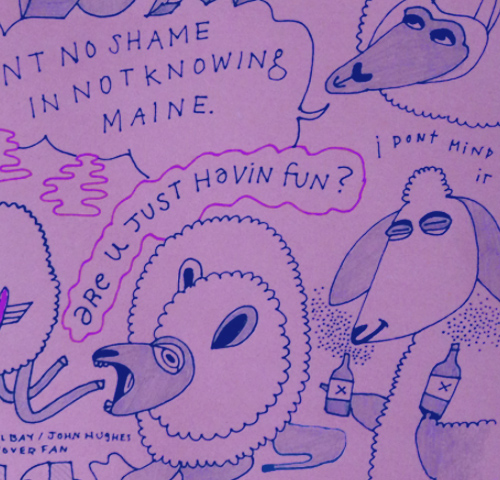 NT NO SHAME
IN NOT KNOWING
MAINE.
i DONT MIND
it
are u JUST HaVIN fUN?
L BAY / JOHN HUGHES
OVER FAN
X
X